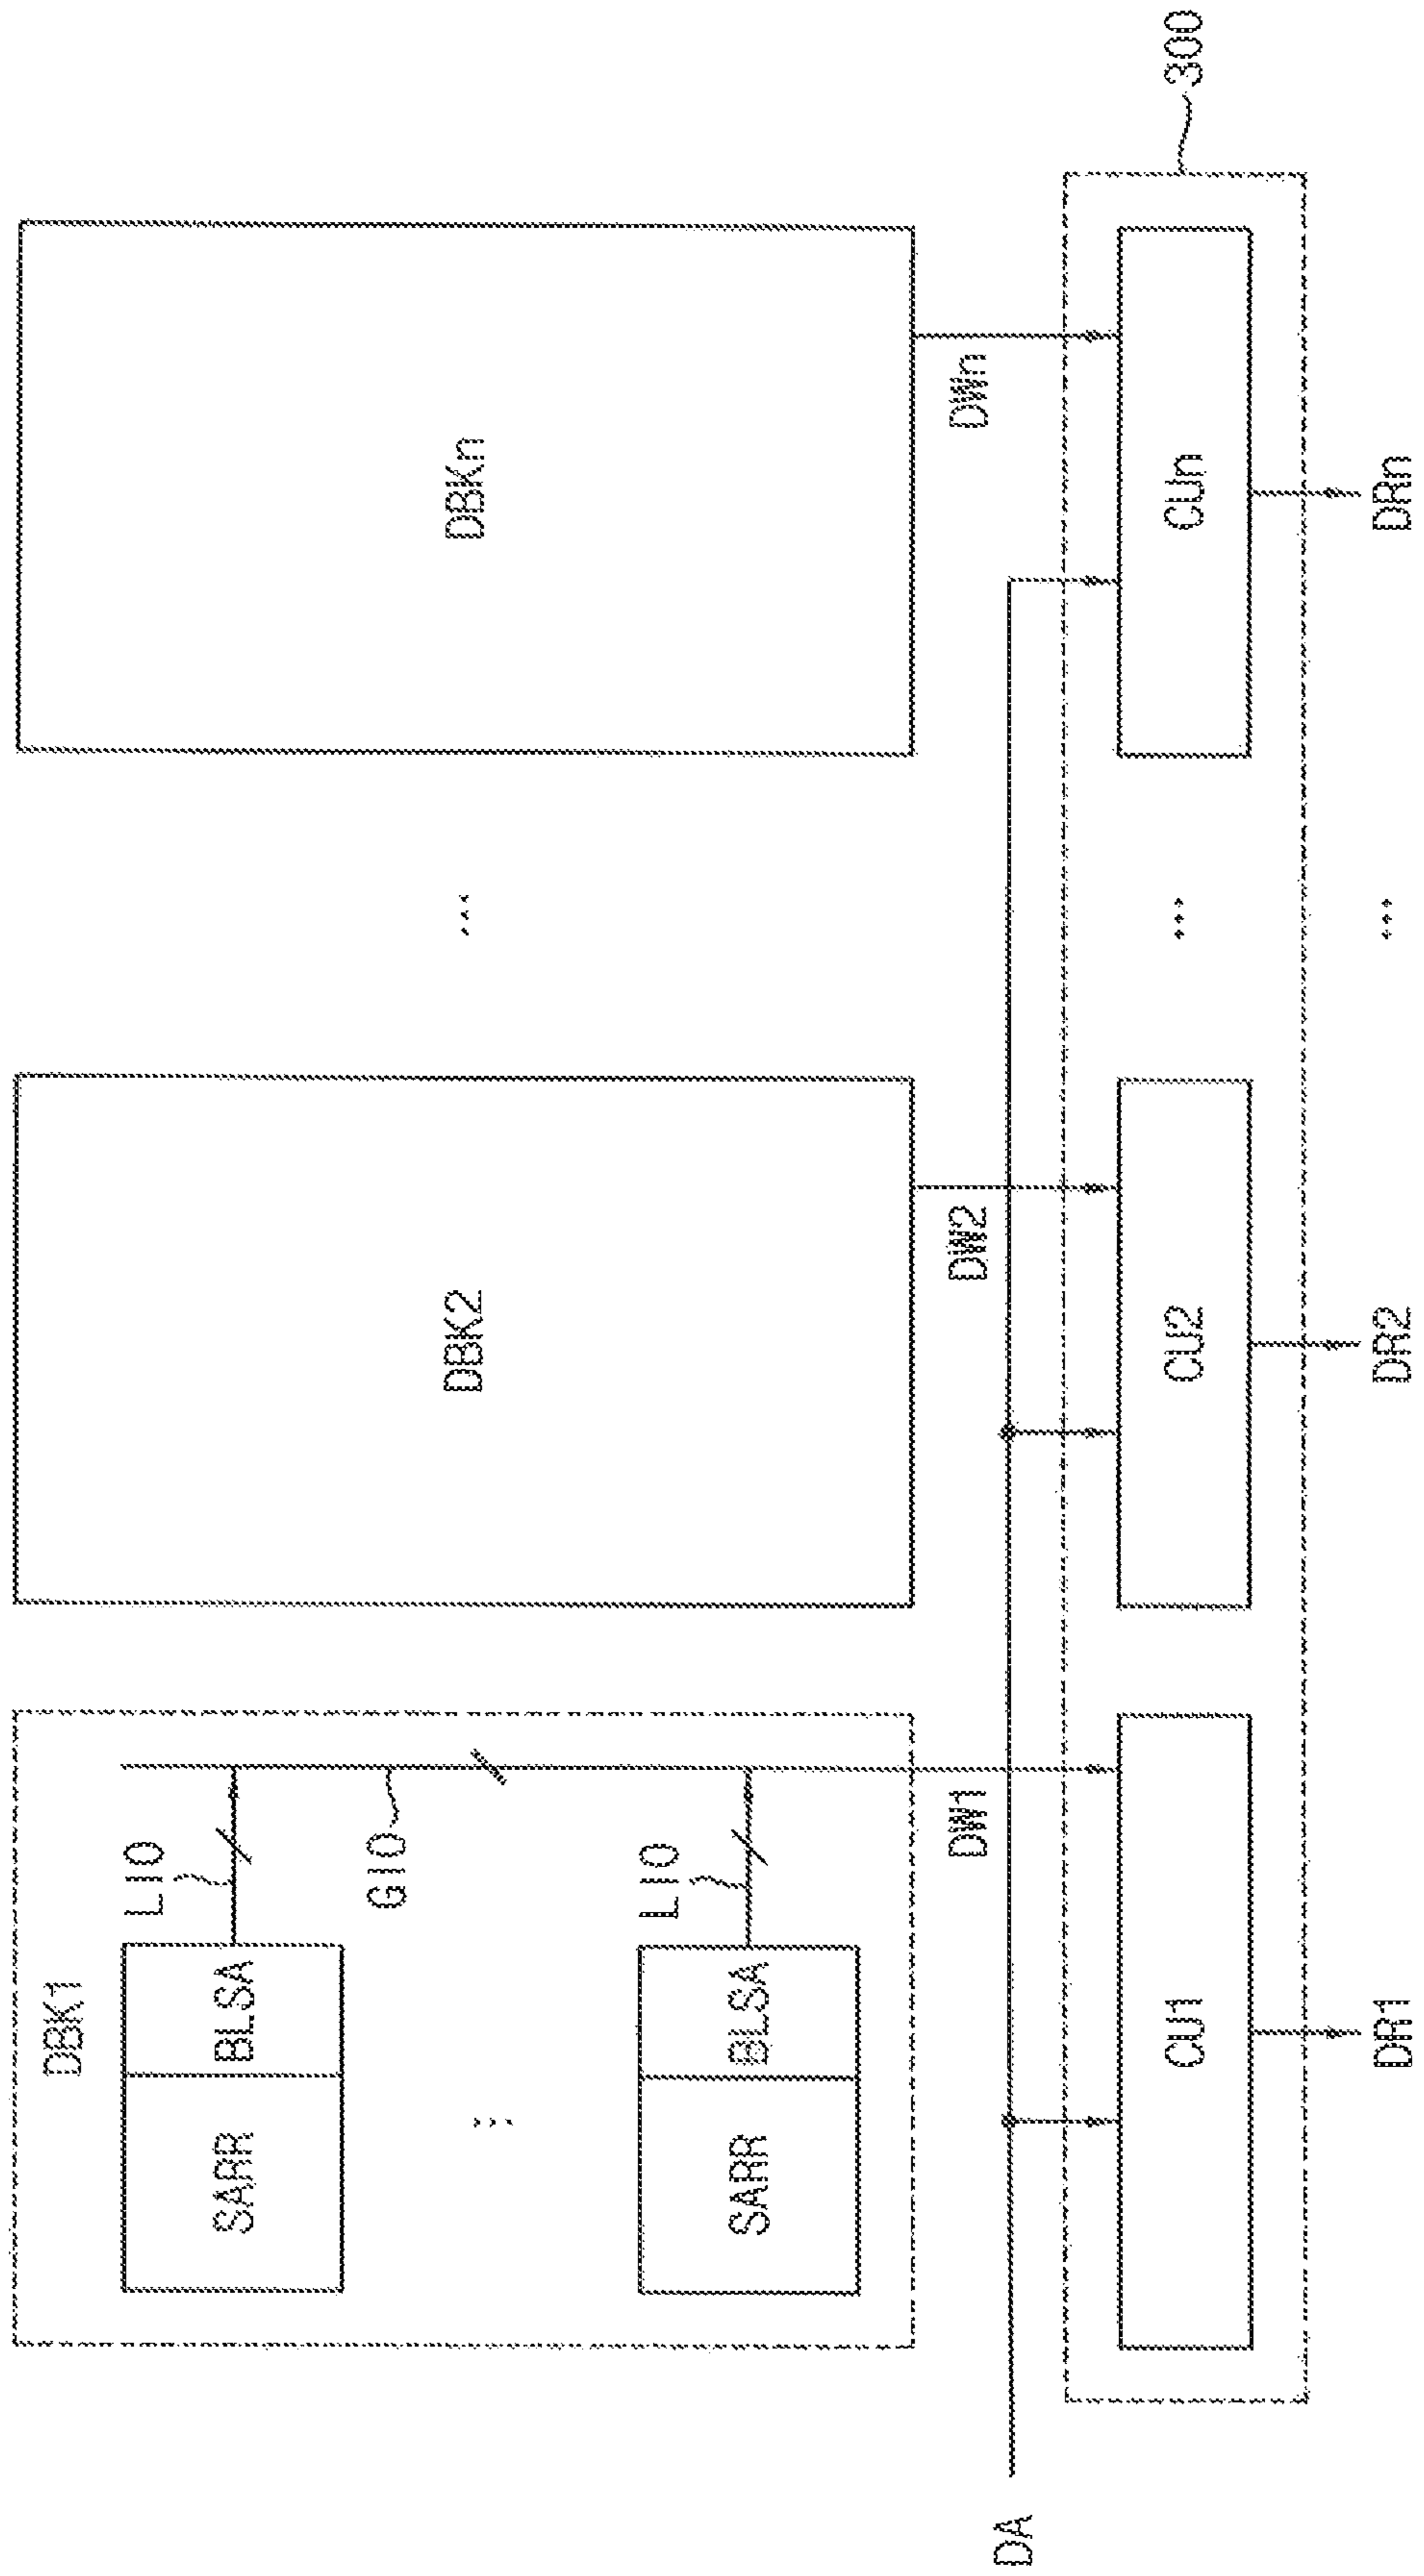 DBK1
SARR BLSA
LIO
GIO
...
SARR BLSA
LIO
DBK2
...
DBKn
DW1
DW2
DWn
DA
CU1
CU2
...
CUn
300
DR1
DR2
...
DRn